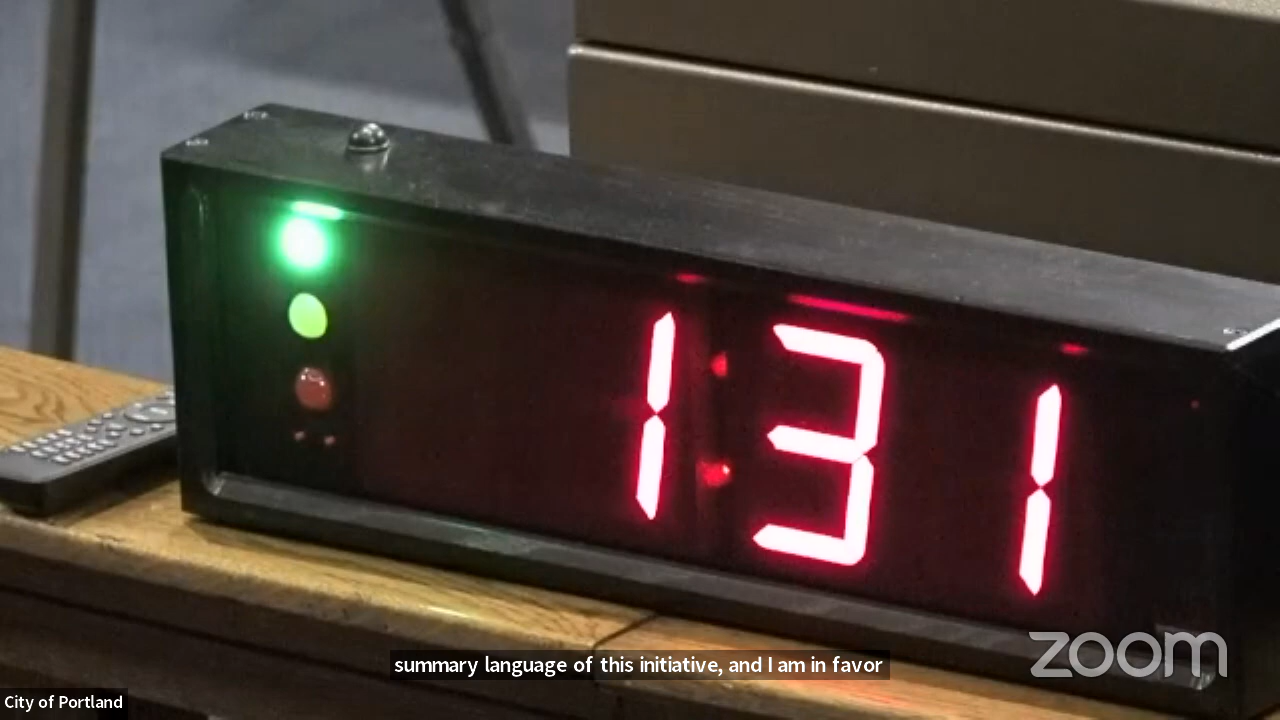 1:31
zoom
summary language of this initiative, and I am in favor
City of Portland